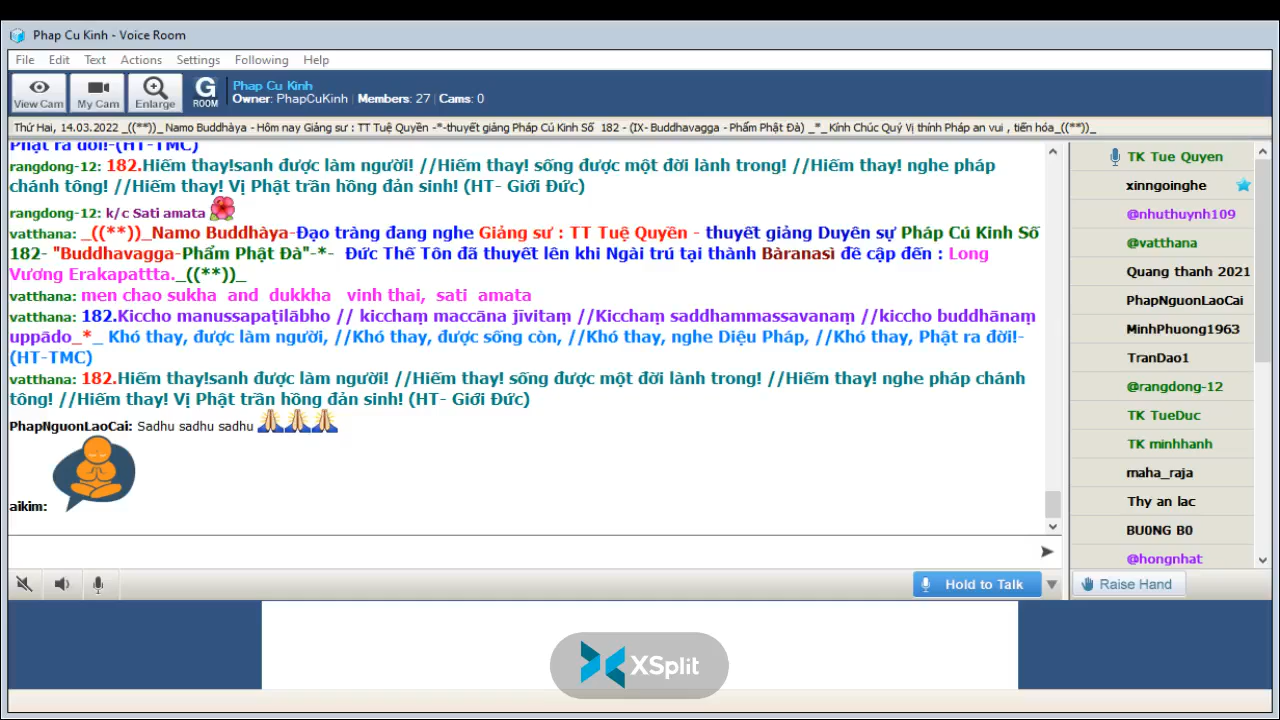 Phap Cu Kinh - Voice Room
File Edit Text Actions Settings Following Help
View Cam My Cam Enlarge G ROOM
Phap Cu Kinh
Owner: PhapCuKinh | Members: 27 | Cams: 0
Thứ Hai, 14.03.2022 _((**))_ Namo Buddhàya - Hôm nay Giảng sư : TT Tuệ Quyền -*-thuyết giảng Pháp Cú Kinh Số 182 - (IX- Buddhavagga - Phẩm Phật Đà) _*_ Kính Chúc Quý Vị thính Pháp an vui , tiến hóa_((**))_
Phật ra đời!-(HT-TMC)
rangdong-12: 182.Hiếm thay!sanh được làm người! //Hiếm thay! sống được một đời lành trong! //Hiếm thay! nghe pháp
chánh tông! //Hiếm thay! Vị Phật trần hồng đản sinh! (HT- Giới Đức)
rangdong-12: k/c Sati amata
vatthana: _((**))_Namo Buddhàya-Đạo tràng đang nghe Giảng sư : TT Tuệ Quyền - thuyết giảng Duyên sự Pháp Cú Kinh Số
182- "Buddhavagga-Phẩm Phật Đà"-*- Đức Thế Tôn đã thuyết lên khi Ngài trú tại thành Bàranasì đề cập đến : Long
Vương Erakapattta._((**))_
vatthana: men chao sukha and dukkha vinh thai, sati amata
vatthana: 182.Kiccho manussapaṭilābho // kicchaṃ maccāna jīvitaṃ //Kicchaṃ saddhammassavanaṃ //kiccho buddhānaṃ
uppādo_*_ Khó thay, được làm người, //Khó thay, được sống còn, //Khó thay, nghe Diệu Pháp, //Khó thay, Phật ra đời!-
(HT-TMC)
vatthana: 182.Hiếm thay!sanh được làm người! //Hiếm thay! sống được một đời lành trong! //Hiếm thay! nghe pháp chánh
tông! //Hiếm thay! Vị Phật trần hồng đản sinh! (HT- Giới Đức)
PhapNguonLaoCai: Sadhu sadhu sadhu
aikim:
TK Tue Quyen
xinngoinghe
@nhuthuynh109
@vatthana
Quang thanh 2021
PhapNguonLaoCai
MinhPhuong1963
TranDao1
@rangdong-12
TK TueDuc
TK minhhanh
maha_raja
Thy an lac
BU0NG B0
@hongnhat
Hold to Talk
Raise Hand
XSplit